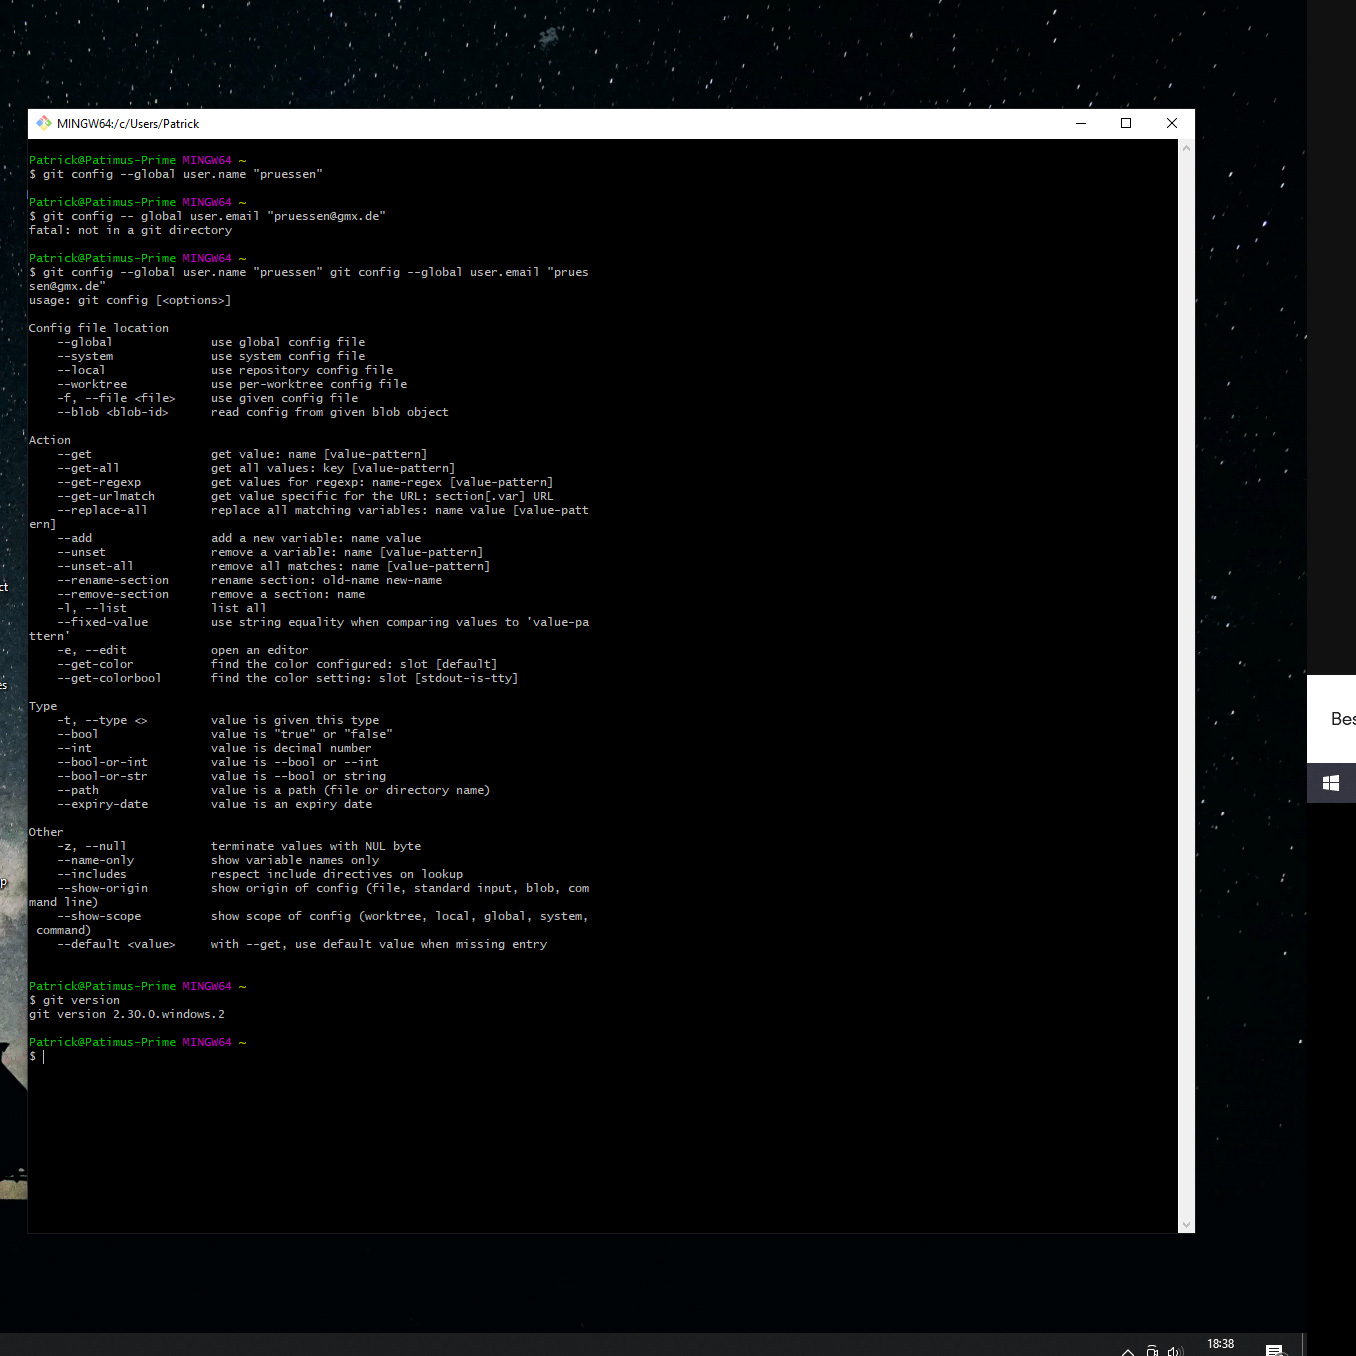 MINGW64:/c/Users/Patrick
Patrick@Patimus-Prime MINGW64 ~
$ git config --global user.name "pruessen"
Patrick@Patimus-Prime MINGW64 ~
$ git config -- global user.email "pruessen@gmx.de"
fatal: not in a git directory
Patrick@Patimus-Prime MINGW64 ~
$ git config --global user.name "pruessen" git config --global user.email "prues
sen@gmx.de"
usage: git config [<options>]
Config file location
--global use global config file
--system use system config file
--local use repository config file
--worktree use per-worktree config file
-f, --file <file> use given config file
--blob <blob-id> read config from given blob object
Action
--get get value: name [value-pattern]
--get-all get all values: key [value-pattern]
--get-regexp get values for regexp: name-regex [value-pattern]
--get-urlmatch get value specific for the URL: section[.var] URL
--replace-all replace all matching variables: name value [value-patt
ern]
--add add a new variable: name value
--unset remove a variable: name [value-pattern]
--unset-all remove all matches: name [value-pattern]
--rename-section rename section: old-name new-name
--remove-section remove a section: name
-l, --list list all
--fixed-value use string equality when comparing values to 'value-pa
ttern'
-e, --edit open an editor
--get-color find the color configured: slot [default]
--get-colorbool find the color setting: slot [stdout-is-tty]
Type
-t, --type <> value is given this type
--bool value is "true" or "false"
--int value is decimal number
--bool-or-int value is --bool or --int
--bool-or-str value is --bool or string
--path value is a path (file or directory name)
--expiry-date value is an expiry date
Other
-z, --null terminate values with NUL byte
--name-only show variable names only
--includes respect include directives on lookup
--show-origin show origin of config (file, standard input, blob, com
mand line)
--show-scope show scope of config (worktree, local, global, system,
command)
--default <value> with --get, use default value when missing entry
Patrick@Patimus-Prime MINGW64 ~
$ git version
git version 2.30.0.windows.2
Patrick@Patimus-Prime MINGW64 ~
$
ct
es
p
Bes
18:38